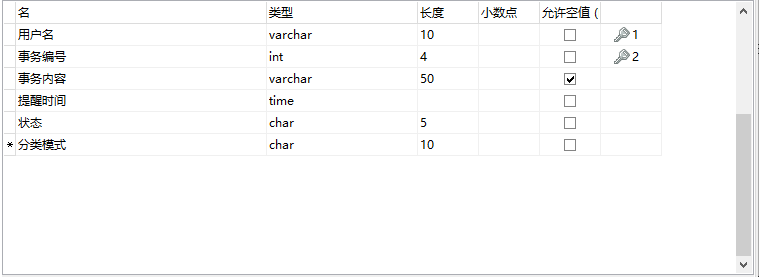 名 类型 长度 小数点 允许空值 (
用户名 varchar 10 1
事务编号 int 4 2
事务内容 varchar 50
提醒时间 time
状态 char 5
* 分类模式 char 10